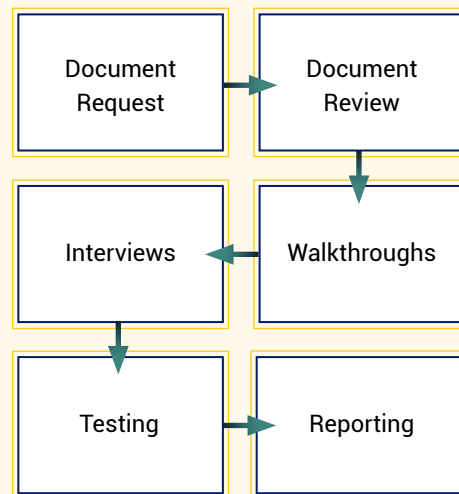 Document
Request
Document
Review
Walkthroughs
Interviews
Testing
Reporting